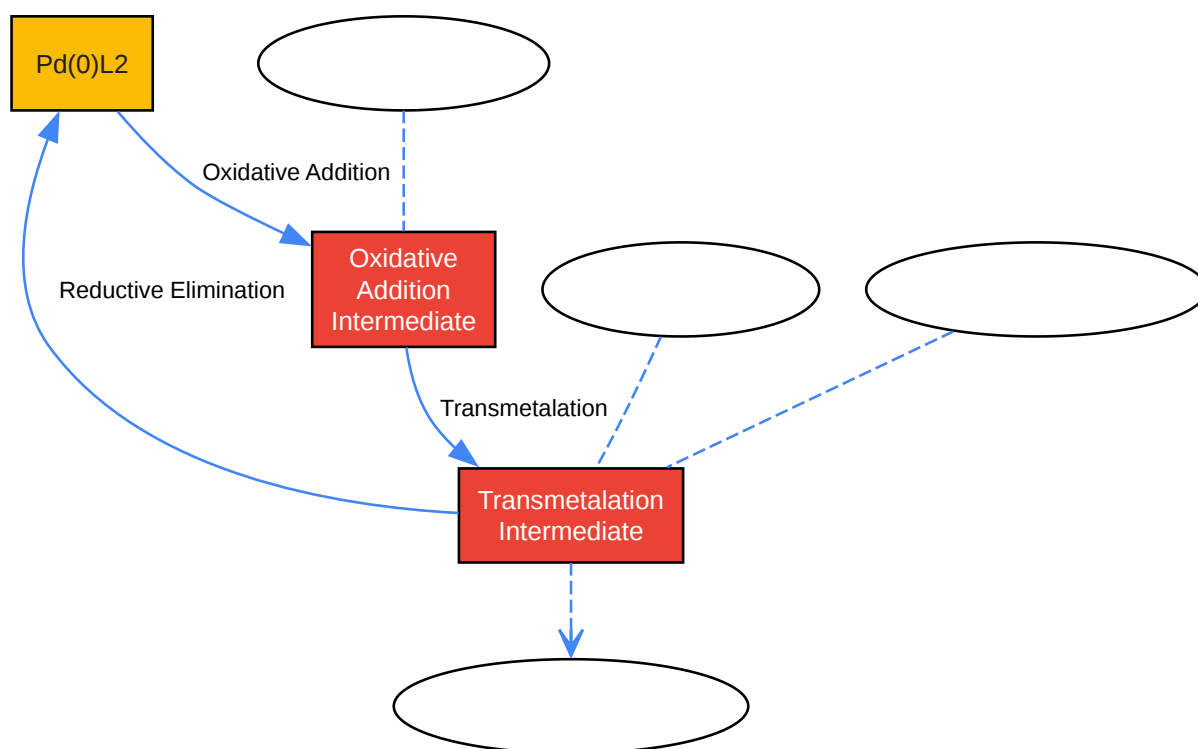 Pd(0)L2
Oxidative Addition
Oxidative
Addition
Intermediate
Reductive Elimination
Transmetalation
Transmetalation
Intermediate